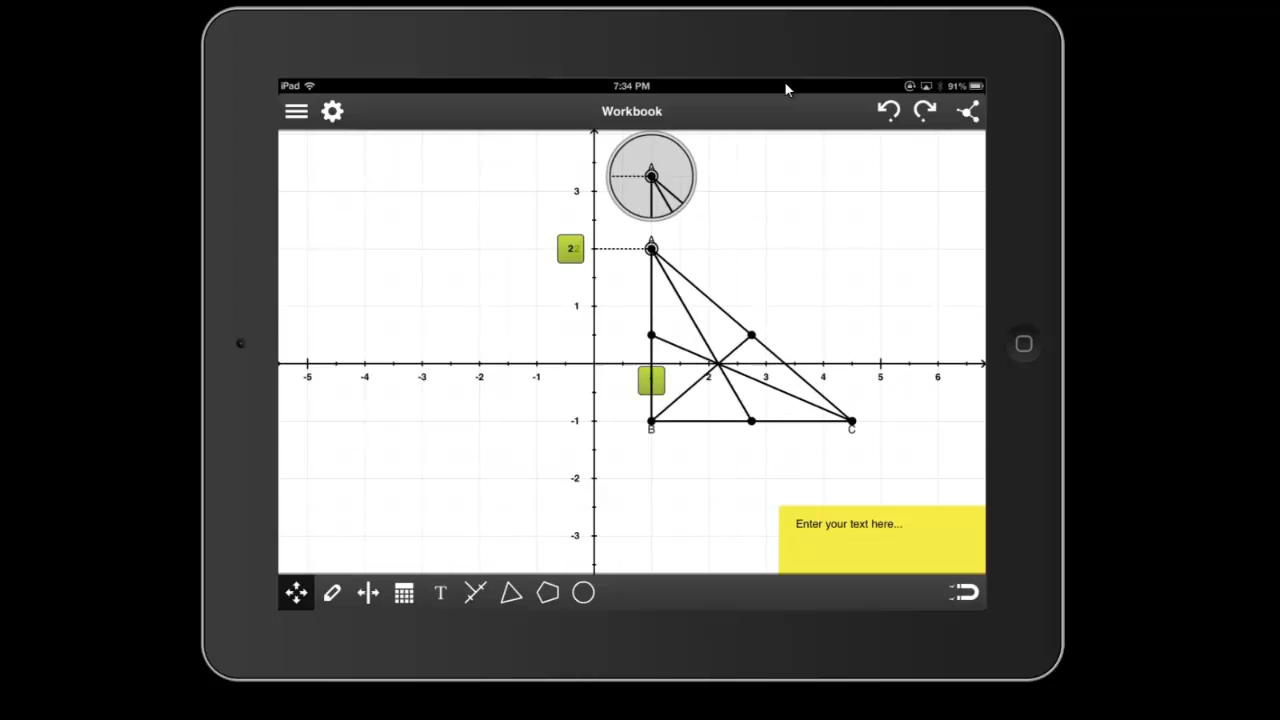 iPad 7:34 PM 91%
Workbook
A
3
A
22
1
-5 -4 -3 -2 -1 2 3 4 5 6
-1
B C
-2
Enter your text here...
-3
T